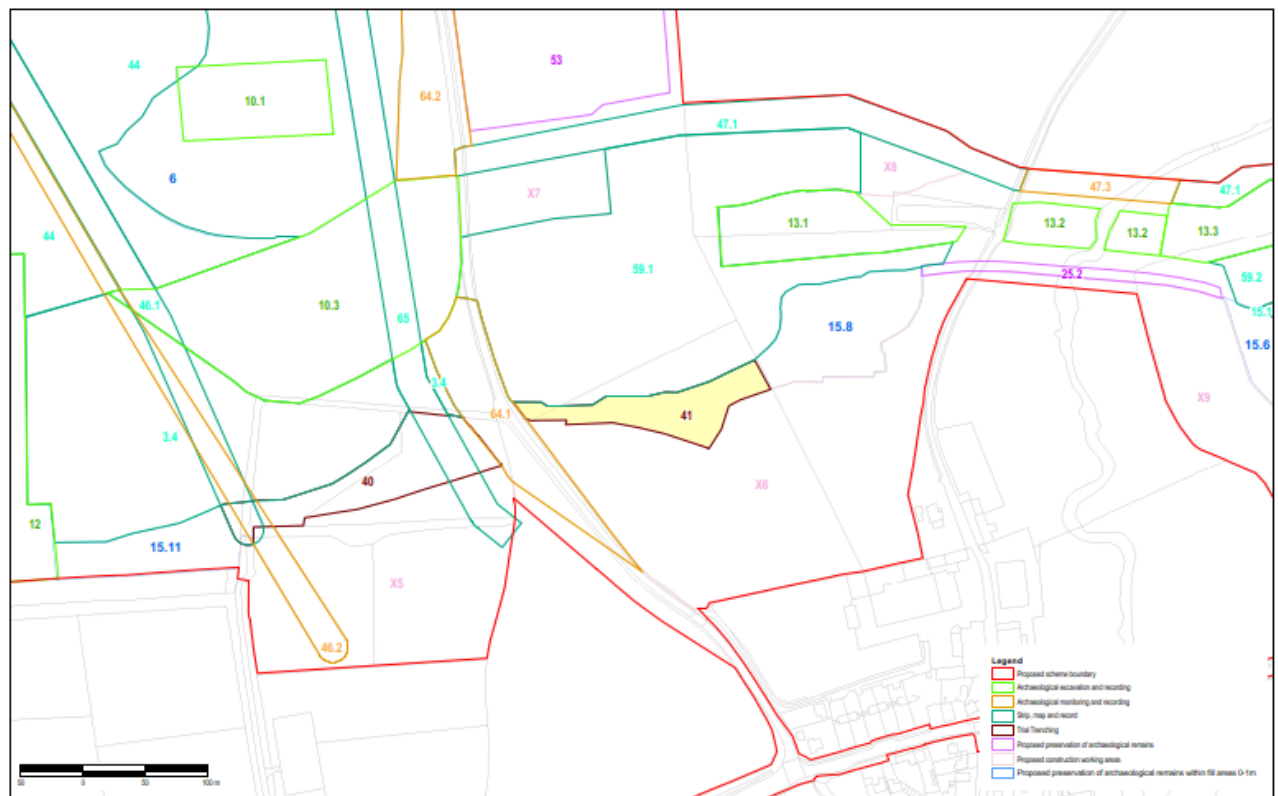 44
53
10.1
64.2
47.1
6
X7
X8
47.3
47.1
44
13.1
13.2
13.2
13.3
59.1
25.2
59.2
46.1
10.3
65
15.8
15.1
15.6
3.4
X9
64.1
41
3.4
40
X6
12
15.11
X5
46.2
Legend
Proposed scheme boundary
Archaeological excavation and recording
Archaeological monitoring and recording
Strip, map and record
Trial Trenching
Proposed preservation of archaeological remains
Proposed construction working areas
Proposed preservation of archaeological remains within fill areas 0-1m
50 0 50 100 m